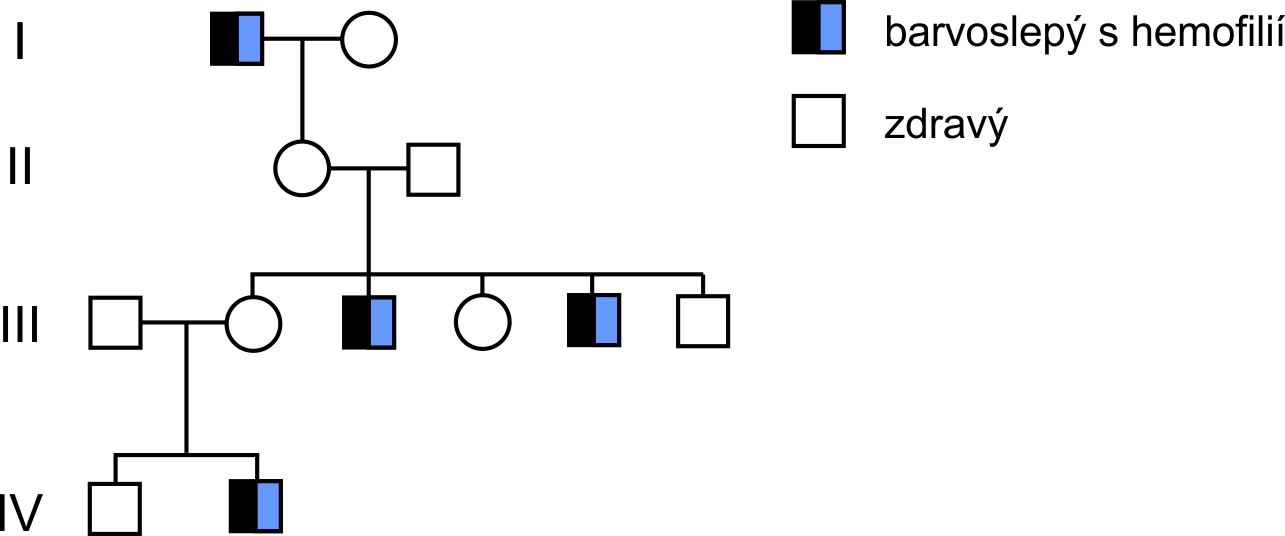 I
barvoslepý s hemofilií
zdravý
II
III
IV